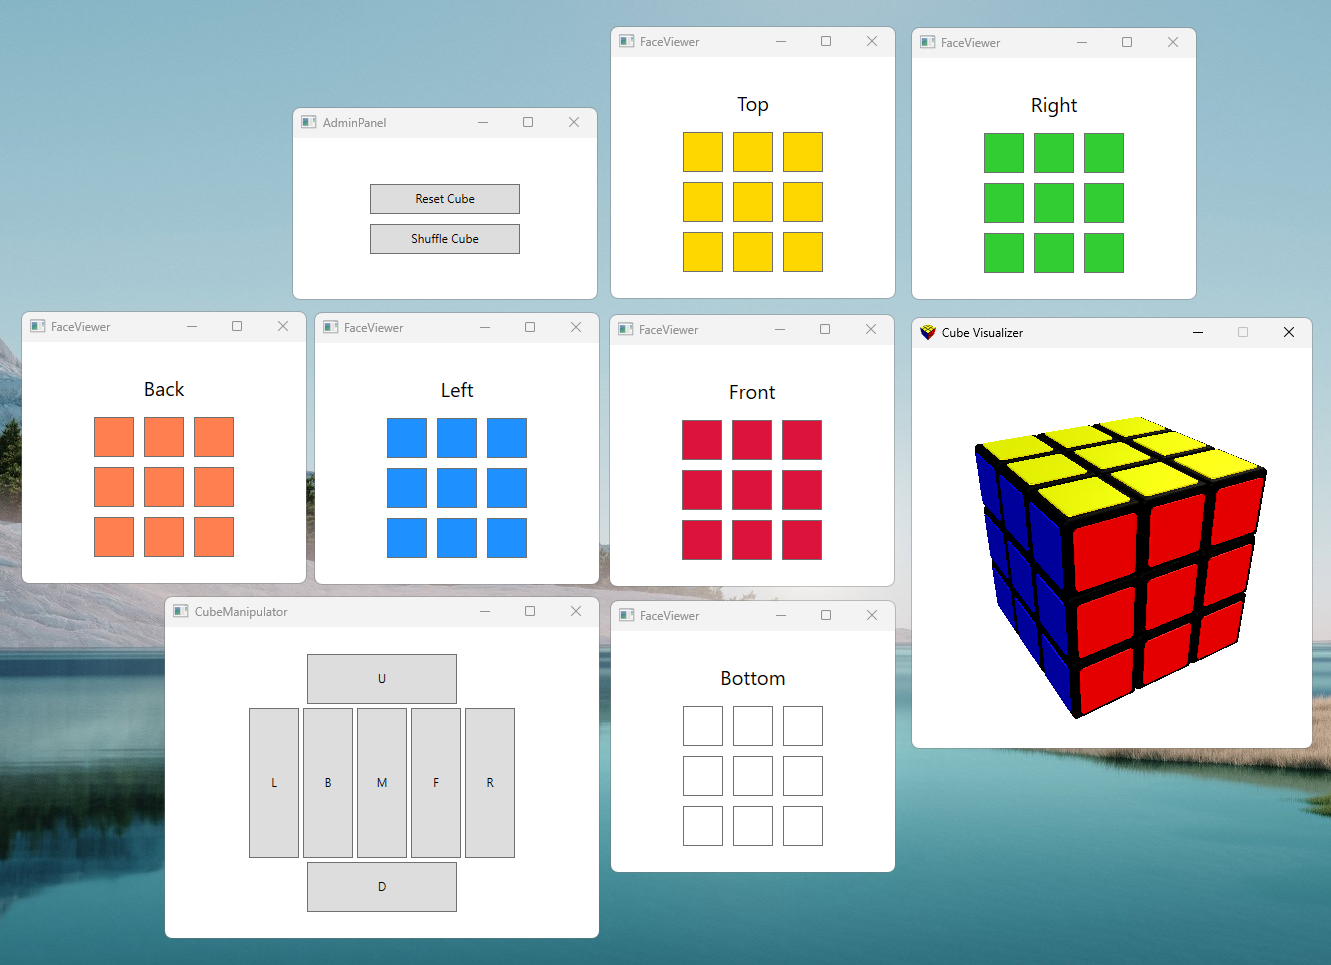 FaceViewer
Top
FaceViewer
Right
AdminPanel
Reset Cube
Shuffle Cube
FaceViewer
Back
FaceViewer
Left
FaceViewer
Front
Cube Visualizer
CubeManipulator
U
L B M F R
D
FaceViewer
Bottom